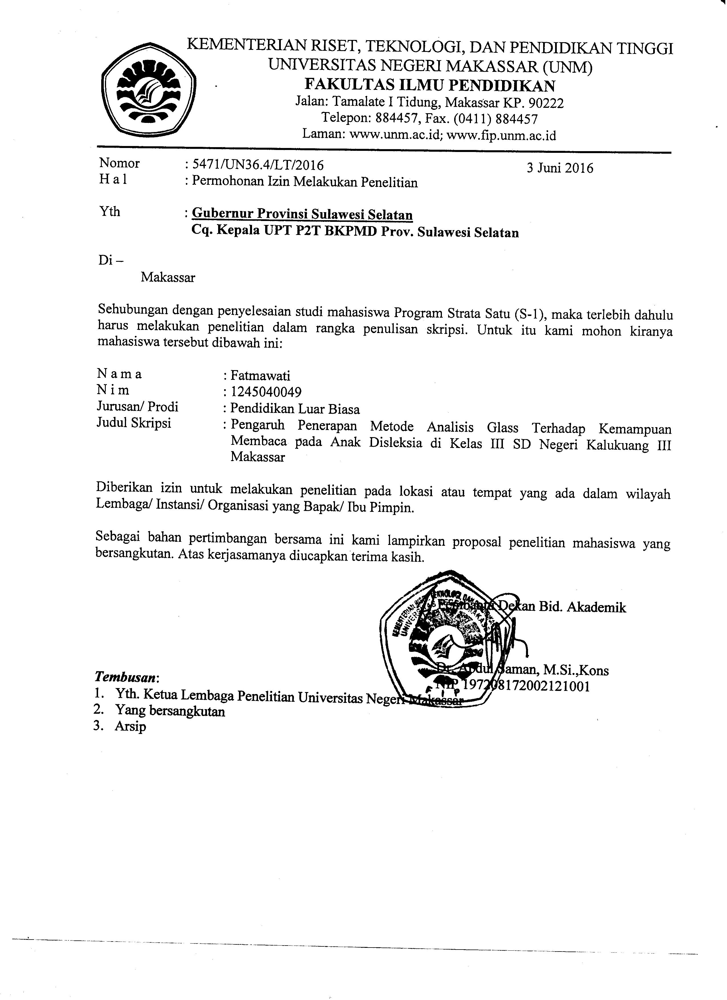 KEMENTERIAN RISET, TEKNOLOGI, DAN PENDIDIKAN TINGGI
UNIVERSITAS NEGERI MAKASSAR (UNM)
FAKULTAS ILMU PENDIDIKAN
Jalan: Tamalate I Tidung, Makassar KP. 90222
Telepon: 884457, Fax. (0411) 884457
Laman: www.unm.ac.id; www.fip.unm.ac.id
Nomor : 5471/UN36.4/LT/2016 3 Juni 2016
H a l : Permohonan Izin Melakukan Penelitian
Yth : Gubernur Provinsi Sulawesi Selatan
Cq. Kepala UPT P2T BKPMD Prov. Sulawesi Selatan
Di –
Makassar
Sehubungan dengan penyelesaian studi mahasiswa Program Strata Satu (S-1), maka terlebih dahulu
harus melakukan penelitian dalam rangka penulisan skripsi. Untuk itu kami mohon kiranya
mahasiswa tersebut dibawah ini:
N a m a : Fatmawati
N i m : 1245040049
Jurusan/ Prodi : Pendidikan Luar Biasa
Judul Skripsi : Pengaruh Penerapan Metode Analisis Glass Terhadap Kemampuan
Membaca pada Anak Disleksia di Kelas III SD Negeri Kalukuang III
Makassar
Diberikan izin untuk melakukan penelitian pada lokasi atau tempat yang ada dalam wilayah
Lembaga/ Instansi/ Organisasi yang Bapak/ Ibu Pimpin.
Sebagai bahan pertimbangan bersama ini kami lampirkan proposal penelitian mahasiswa yang
bersangkutan. Atas kerjasamanya diucapkan terima kasih.
Pembantu Dekan Bid. Akademik
Dr. Abdul Saman, M.Si.,Kons
NIP 197208172002121001
F I P
Tembusan:
1. Yth. Ketua Lembaga Penelitian Universitas Negeri Makassar
2. Yang bersangkutan
3. Arsip